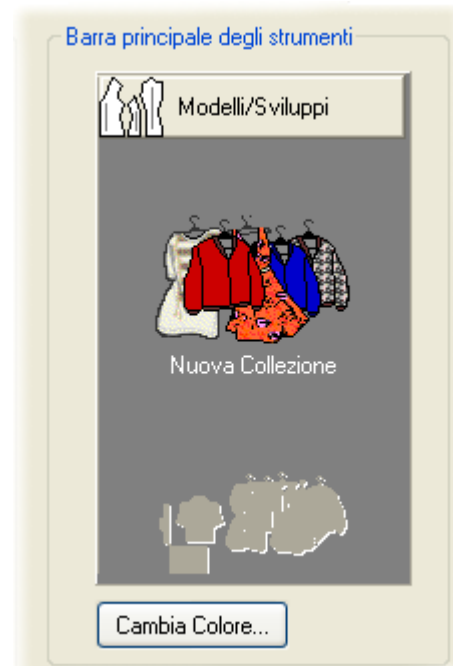 Barra principale degli strumenti
Modelli/Sviluppi
Nuova Collezione
Cambia Colore...